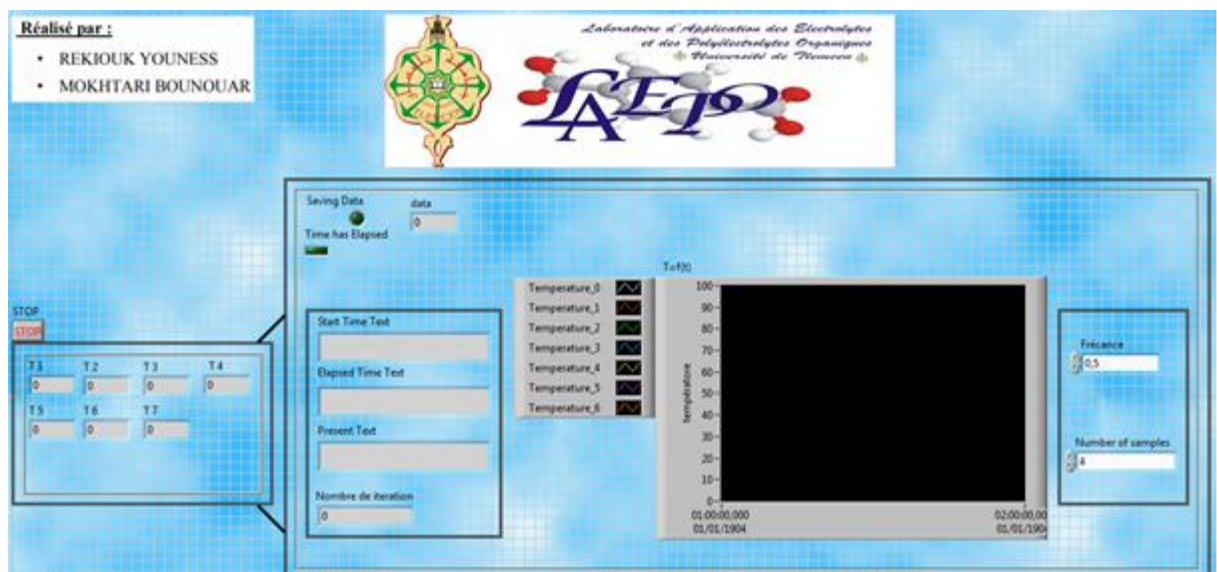 Réalisé par :
• REKIOUK YOUNESS
• MOKHTARI BOUNOUAR
Laboratoire d'Application des Electrolytes
et des Polyélectrolytes Organiques
Université de Tlemcen
LAEPO
Saving Data
data
0
Time has Elapsed
T=f(t)
Temperature_0
Temperature_1
Temperature_2
Temperature_3
Temperature_4
Temperature_5
Temperature_6
température
100
90
80
70
60
50
40
30
20
10
0
01:00:00,000
01/01/1904
02:00:00,00
01/01/190
STOP
STOP
T1 T2 T3 T4
0 0 0 0
T5 T6 T7
0 0 0
Start Time Text
Elapsed Time Text
Present Text
Nombre de iteration
0
Frécance
0,5
Number of samples
4